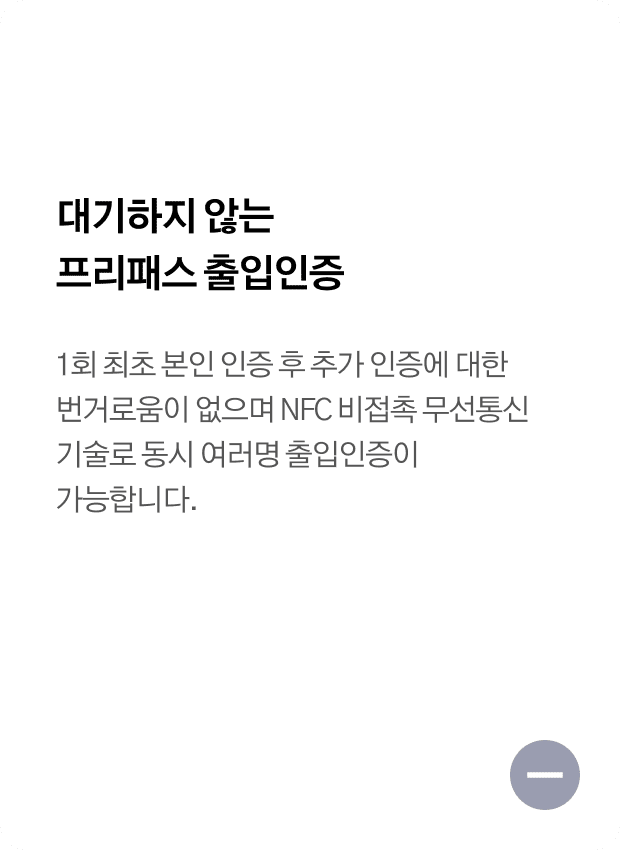 대기하지 않는
프리패스 출입인증
1회 최초 본인 인증 후 추가 인증에 대한
번거로움이 없으며 NFC 비접촉 무선통신
기술로 동시 여러명 출입인증이
가능합니다.